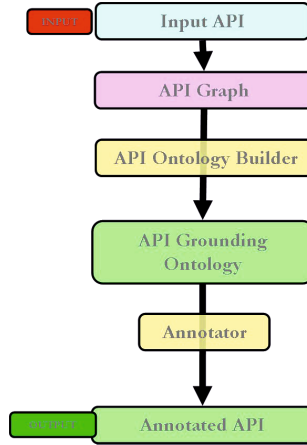 INPUT
Input API
API Graph
API Ontology Builder
API Grounding
Ontology
Annotator
OUTPUT
Annotated API